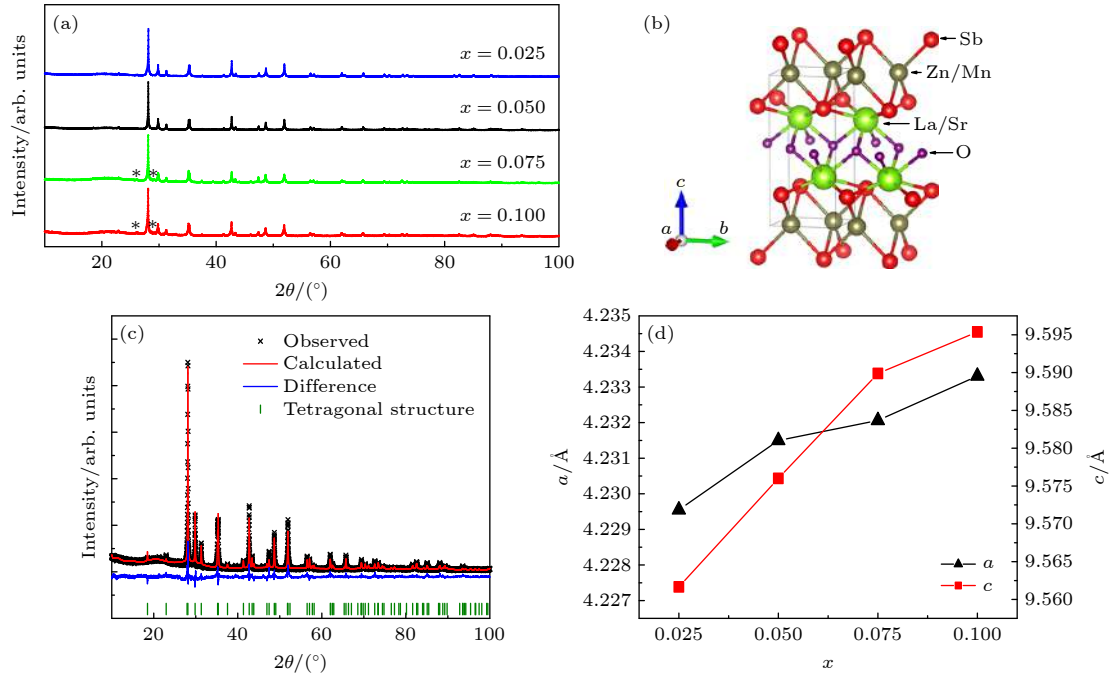 (a)
x = 0.025
x = 0.050
x = 0.075
* *
x = 0.100
* *
Intensity/arb. units
20 40 60 80 100
2θ/(°)
(b)
Sb
Zn/Mn
La/Sr
O
c
a
b
(c)
Observed
Calculated
Difference
Tetragonal structure
Intensity/arb. units
20 40 60 80 100
2θ/(°)
(d)
4.235
4.234
4.233
4.232
4.231
4.230
4.229
4.228
4.227
a/Å
9.595
9.590
9.585
9.580
9.575
9.570
9.565
9.560
c/Å
a
c
0.025 0.050 0.075 0.100
x